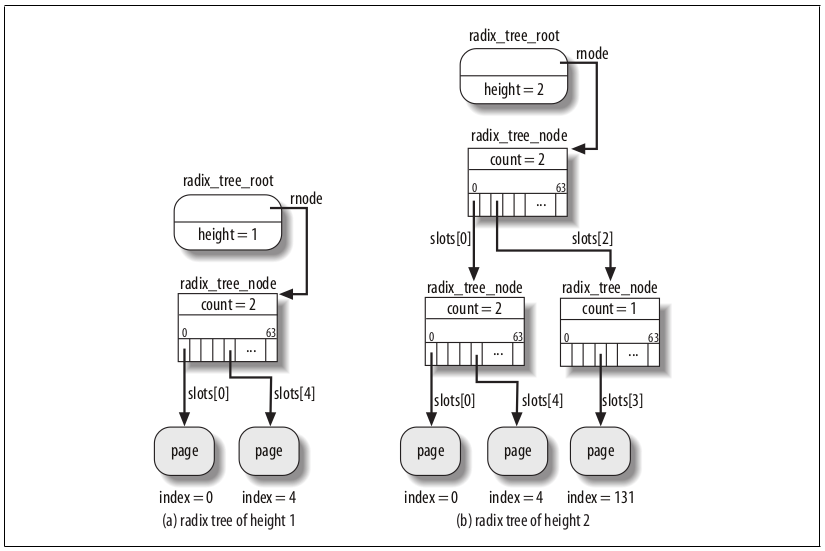 radix_tree_root
rnode
height = 1
radix_tree_node
count = 2
0 63
...
slots[0] slots[4]
page page
index = 0 index = 4
(a) radix tree of height 1
radix_tree_root
rnode
height = 2
radix_tree_node
count = 2
0 63
...
slots[0] slots[2]
radix_tree_node radix_tree_node
count = 2 count = 1
0 63 0 63
... ...
slots[0] slots[4] slots[3]
page page page
index = 0 index = 4 index = 131
(b) radix tree of height 2